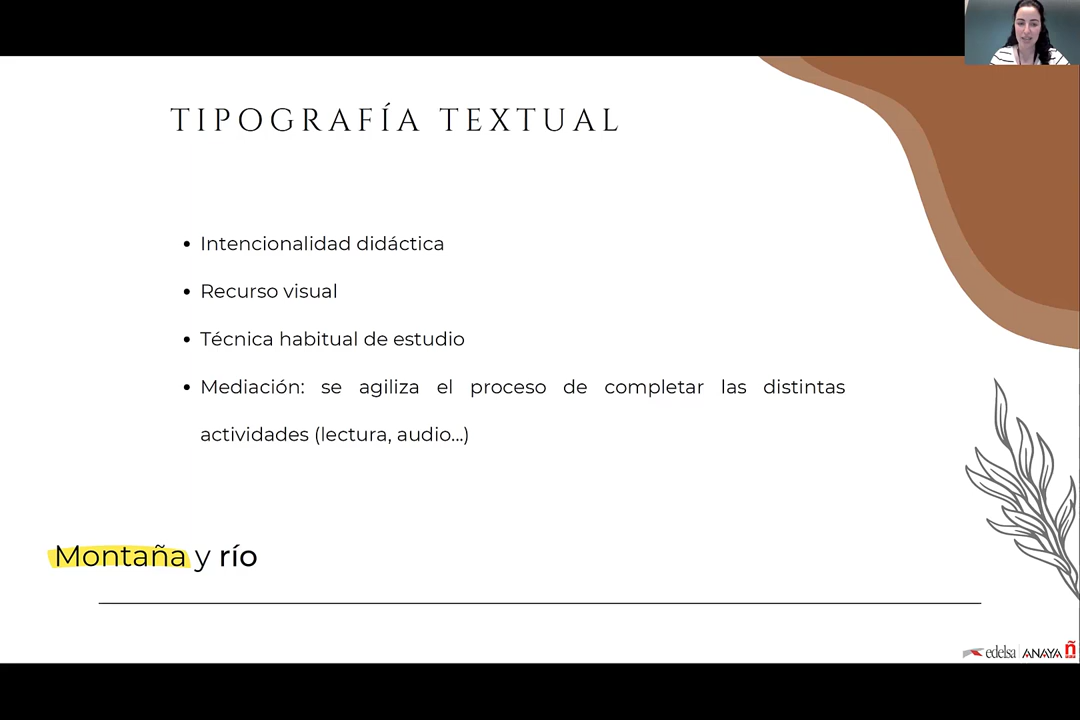 TIPOGRAFÍA TEXTUAL
• Intencionalidad didáctica
• Recurso visual
• Técnica habitual de estudio
• Mediación: se agiliza el proceso de completar las distintas
actividades (lectura, audio...)
Montaña y río
edelsa ANAYA ñ